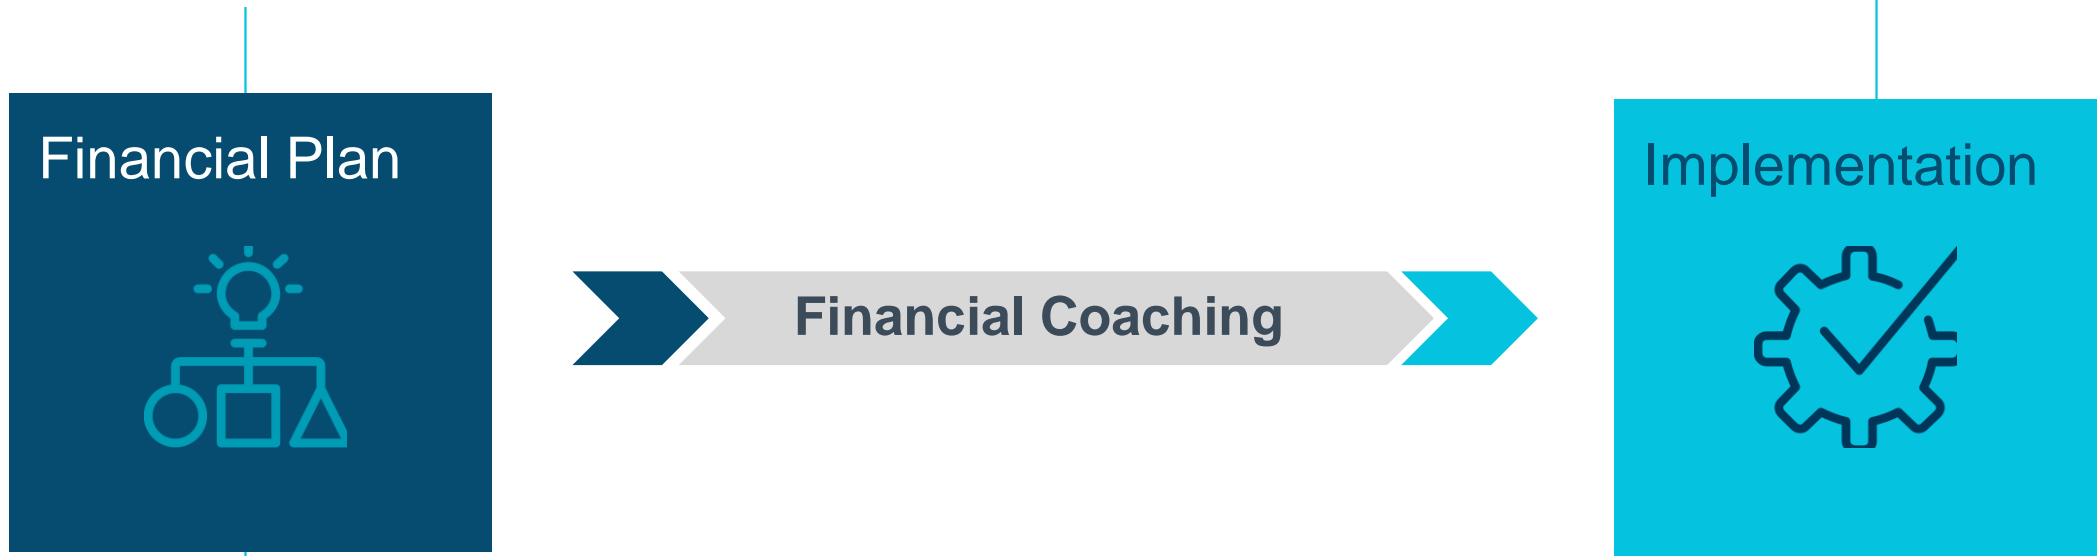 Financial Plan
Financial Coaching
Implementation